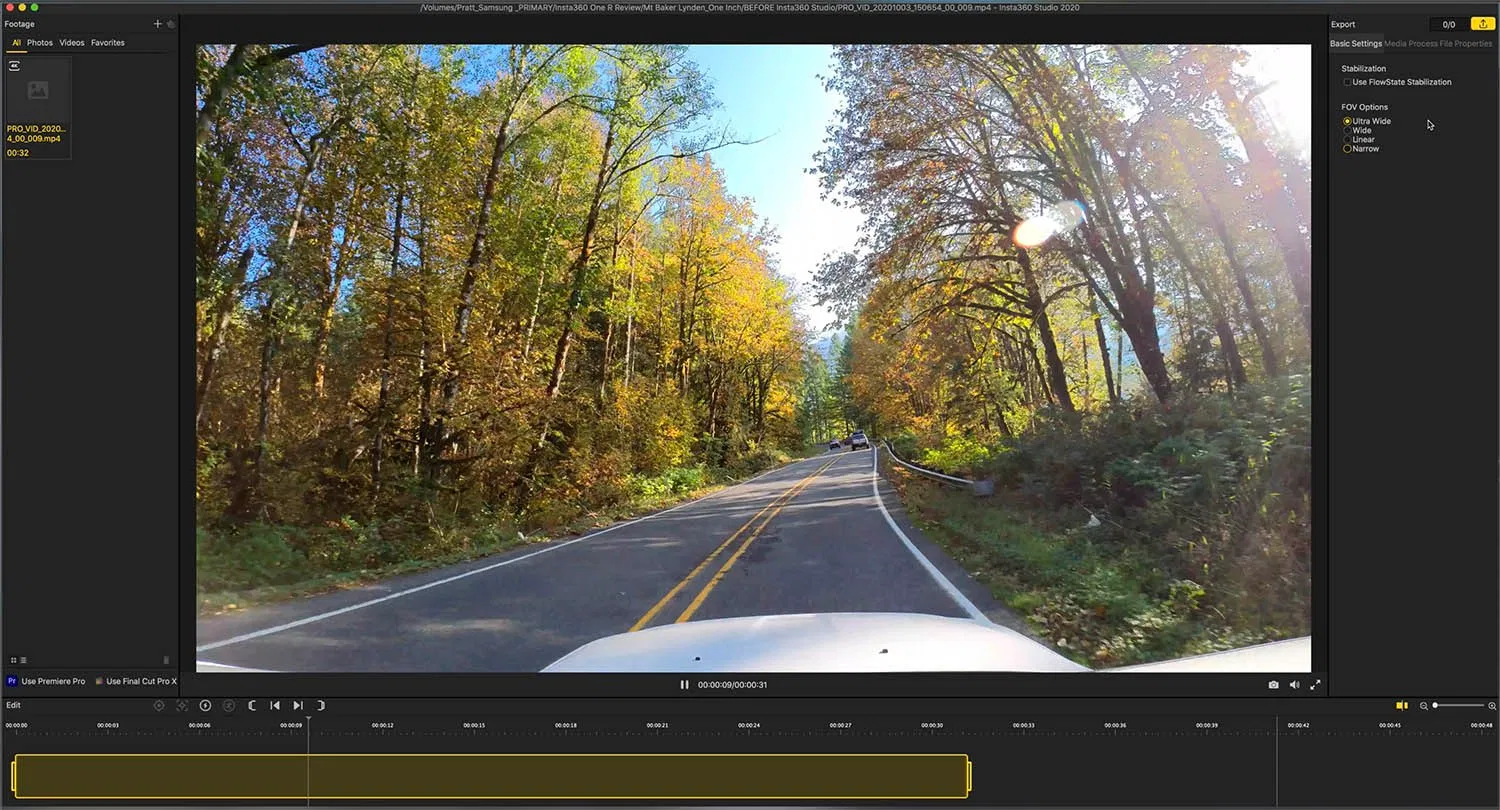 /Volumes/Pratt_Samsung _PRIMARY/Insta360 One R Review/Mt Baker Lynden_One Inch/BEFORE Insta360 Studio/PRO_VID_20201003_150654_00_009.mp4 - Insta360 Studio 2020
Footage
All Photos Videos Favorites
4K
PRO_VID_2020...
4_00_009.mp4
00:32
Export 0/0
Basic Settings Media Process File Properties
Stabilization
Use FlowState Stabilization
FOV Options
Ultra Wide
Wide
Linear
Narrow
Pr Use Premiere Pro Use Final Cut Pro X
00:00:09/00:00:31
Edit
00:00:00 00:00:03 00:00:06 00:00:09 00:00:12 00:00:15 00:00:18 00:00:21 00:00:24 00:00:27 00:00:30 00:00:33 00:00:36 00:00:39 00:00:42 00:00:45 00:00:48